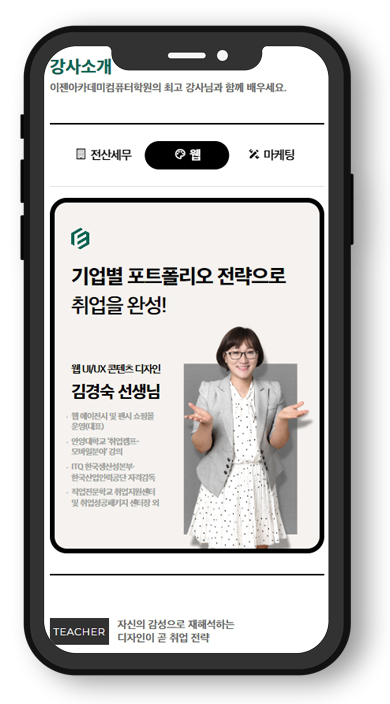 강사소개
이젠아카데미컴퓨터학원의 최고 강사님과 함께 배우세요.
전산세무 웹 마케팅
기업별 포트폴리오 전략으로
취업을 완성!
웹 UI/UX 콘텐츠 디자인
김경숙 선생님
· 웹 에이전시 및 팬시 쇼핑몰
운영(대표)
· 안양대학교 '취업캠프-
모바일분야' 강의
· ITQ 한국생산성본부·
한국산업인력공단 자격감독
· 직업전문학교 취업지원센터
및 취업성공패키지 센터장 외
TEACHER
자신의 감성으로 재해석하는
디자인이 곧 취업 전략